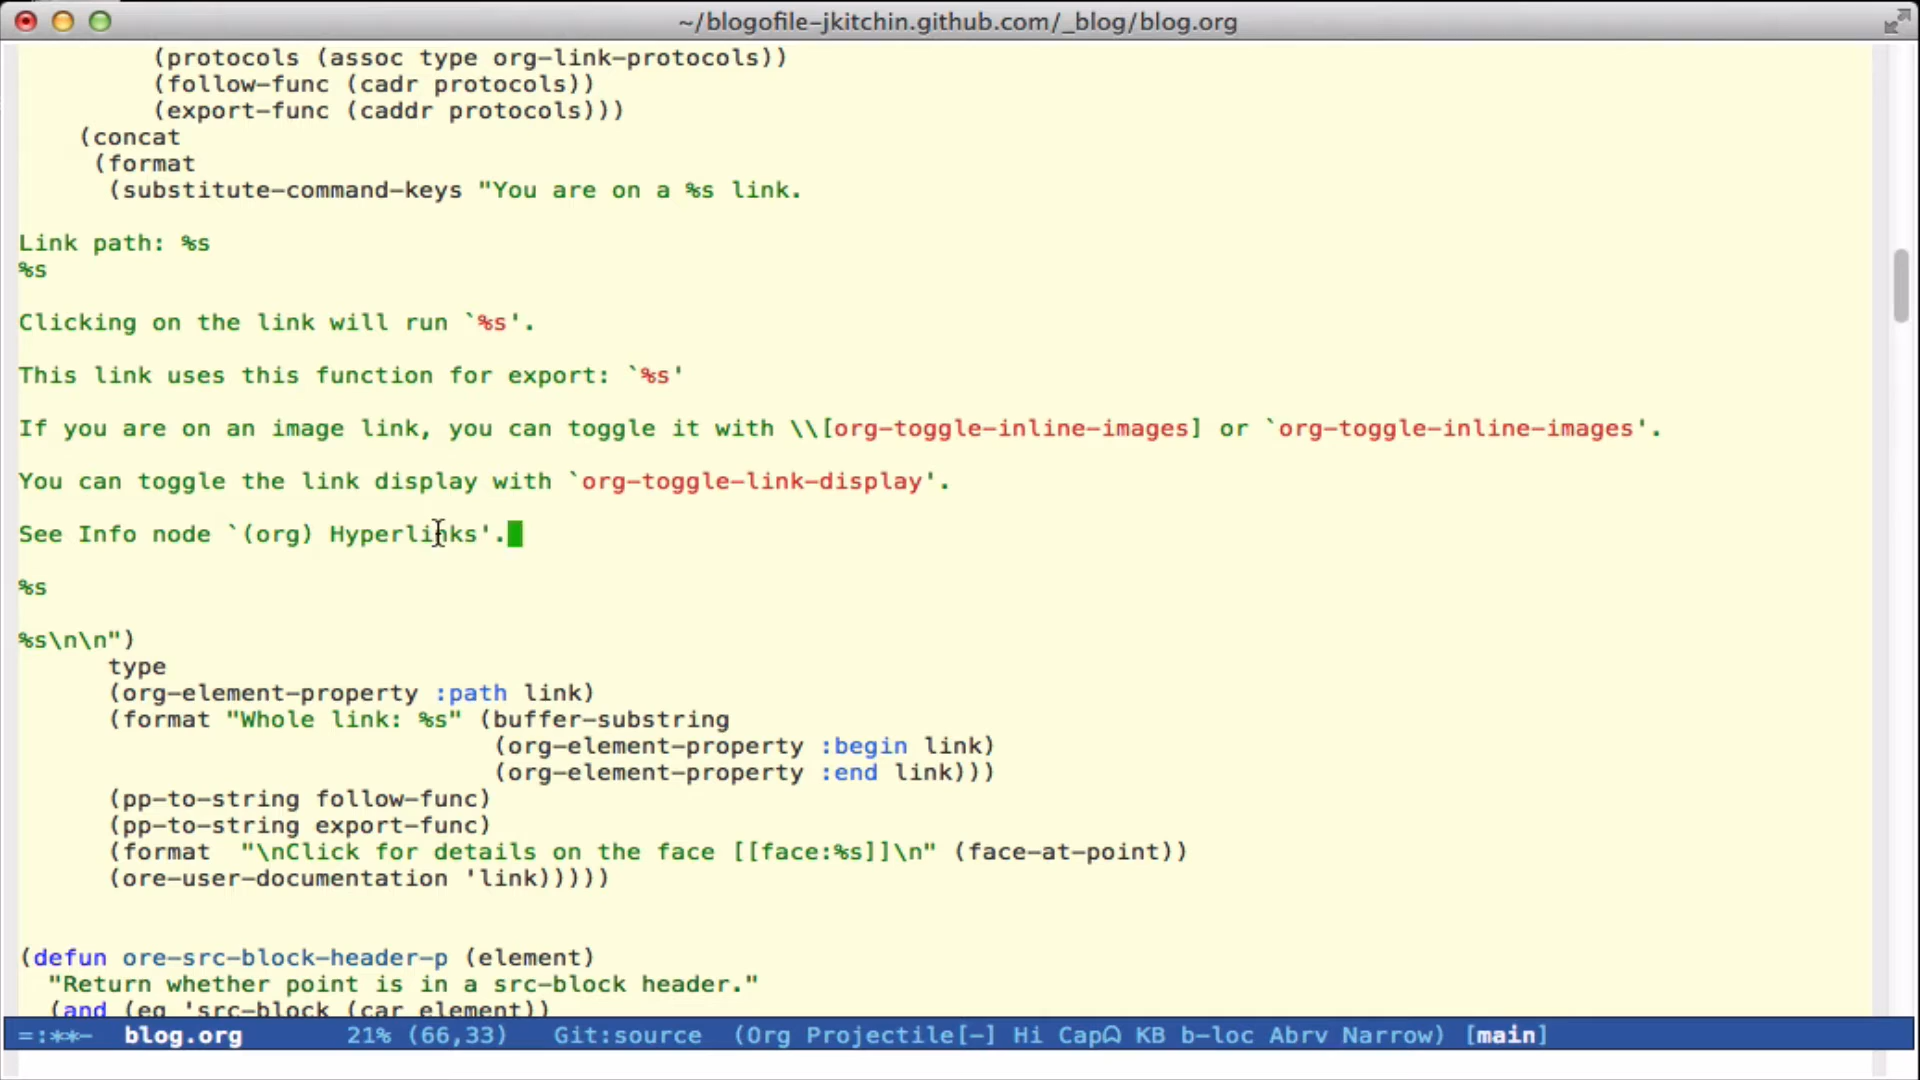 ~/blogofile-jkitchin.github.com/_blog/blog.org
(protocols (assoc type org-link-protocols))
(follow-func (cadr protocols))
(export-func (caddr protocols)))
(concat
(format
(substitute-command-keys "You are on a %s link.
Link path: %s
%s
Clicking on the link will run `%s'.
This link uses this function for export: `%s'
If you are on an image link, you can toggle it with \\[org-toggle-inline-images] or `org-toggle-inline-images'.
You can toggle the link display with `org-toggle-link-display'.
See Info node `(org) Hyperlinks'.
%s
%s\n\n")
type
(org-element-property :path link)
(format "Whole link: %s" (buffer-substring
(org-element-property :begin link)
(org-element-property :end link)))
(pp-to-string follow-func)
(pp-to-string export-func)
(format  "\nClick for details on the face [[face:%s]]\n" (face-at-point))
(ore-user-documentation 'link)))))
(defun ore-src-block-header-p (element)
"Return whether point is in a src-block header."
(and (eq 'src-block (car element))
=:**-  blog.org       21% (66,33)   Git:source  (Org Projectile[-] Hi Capᗣ KB b-loc Abrv Narrow) [main]